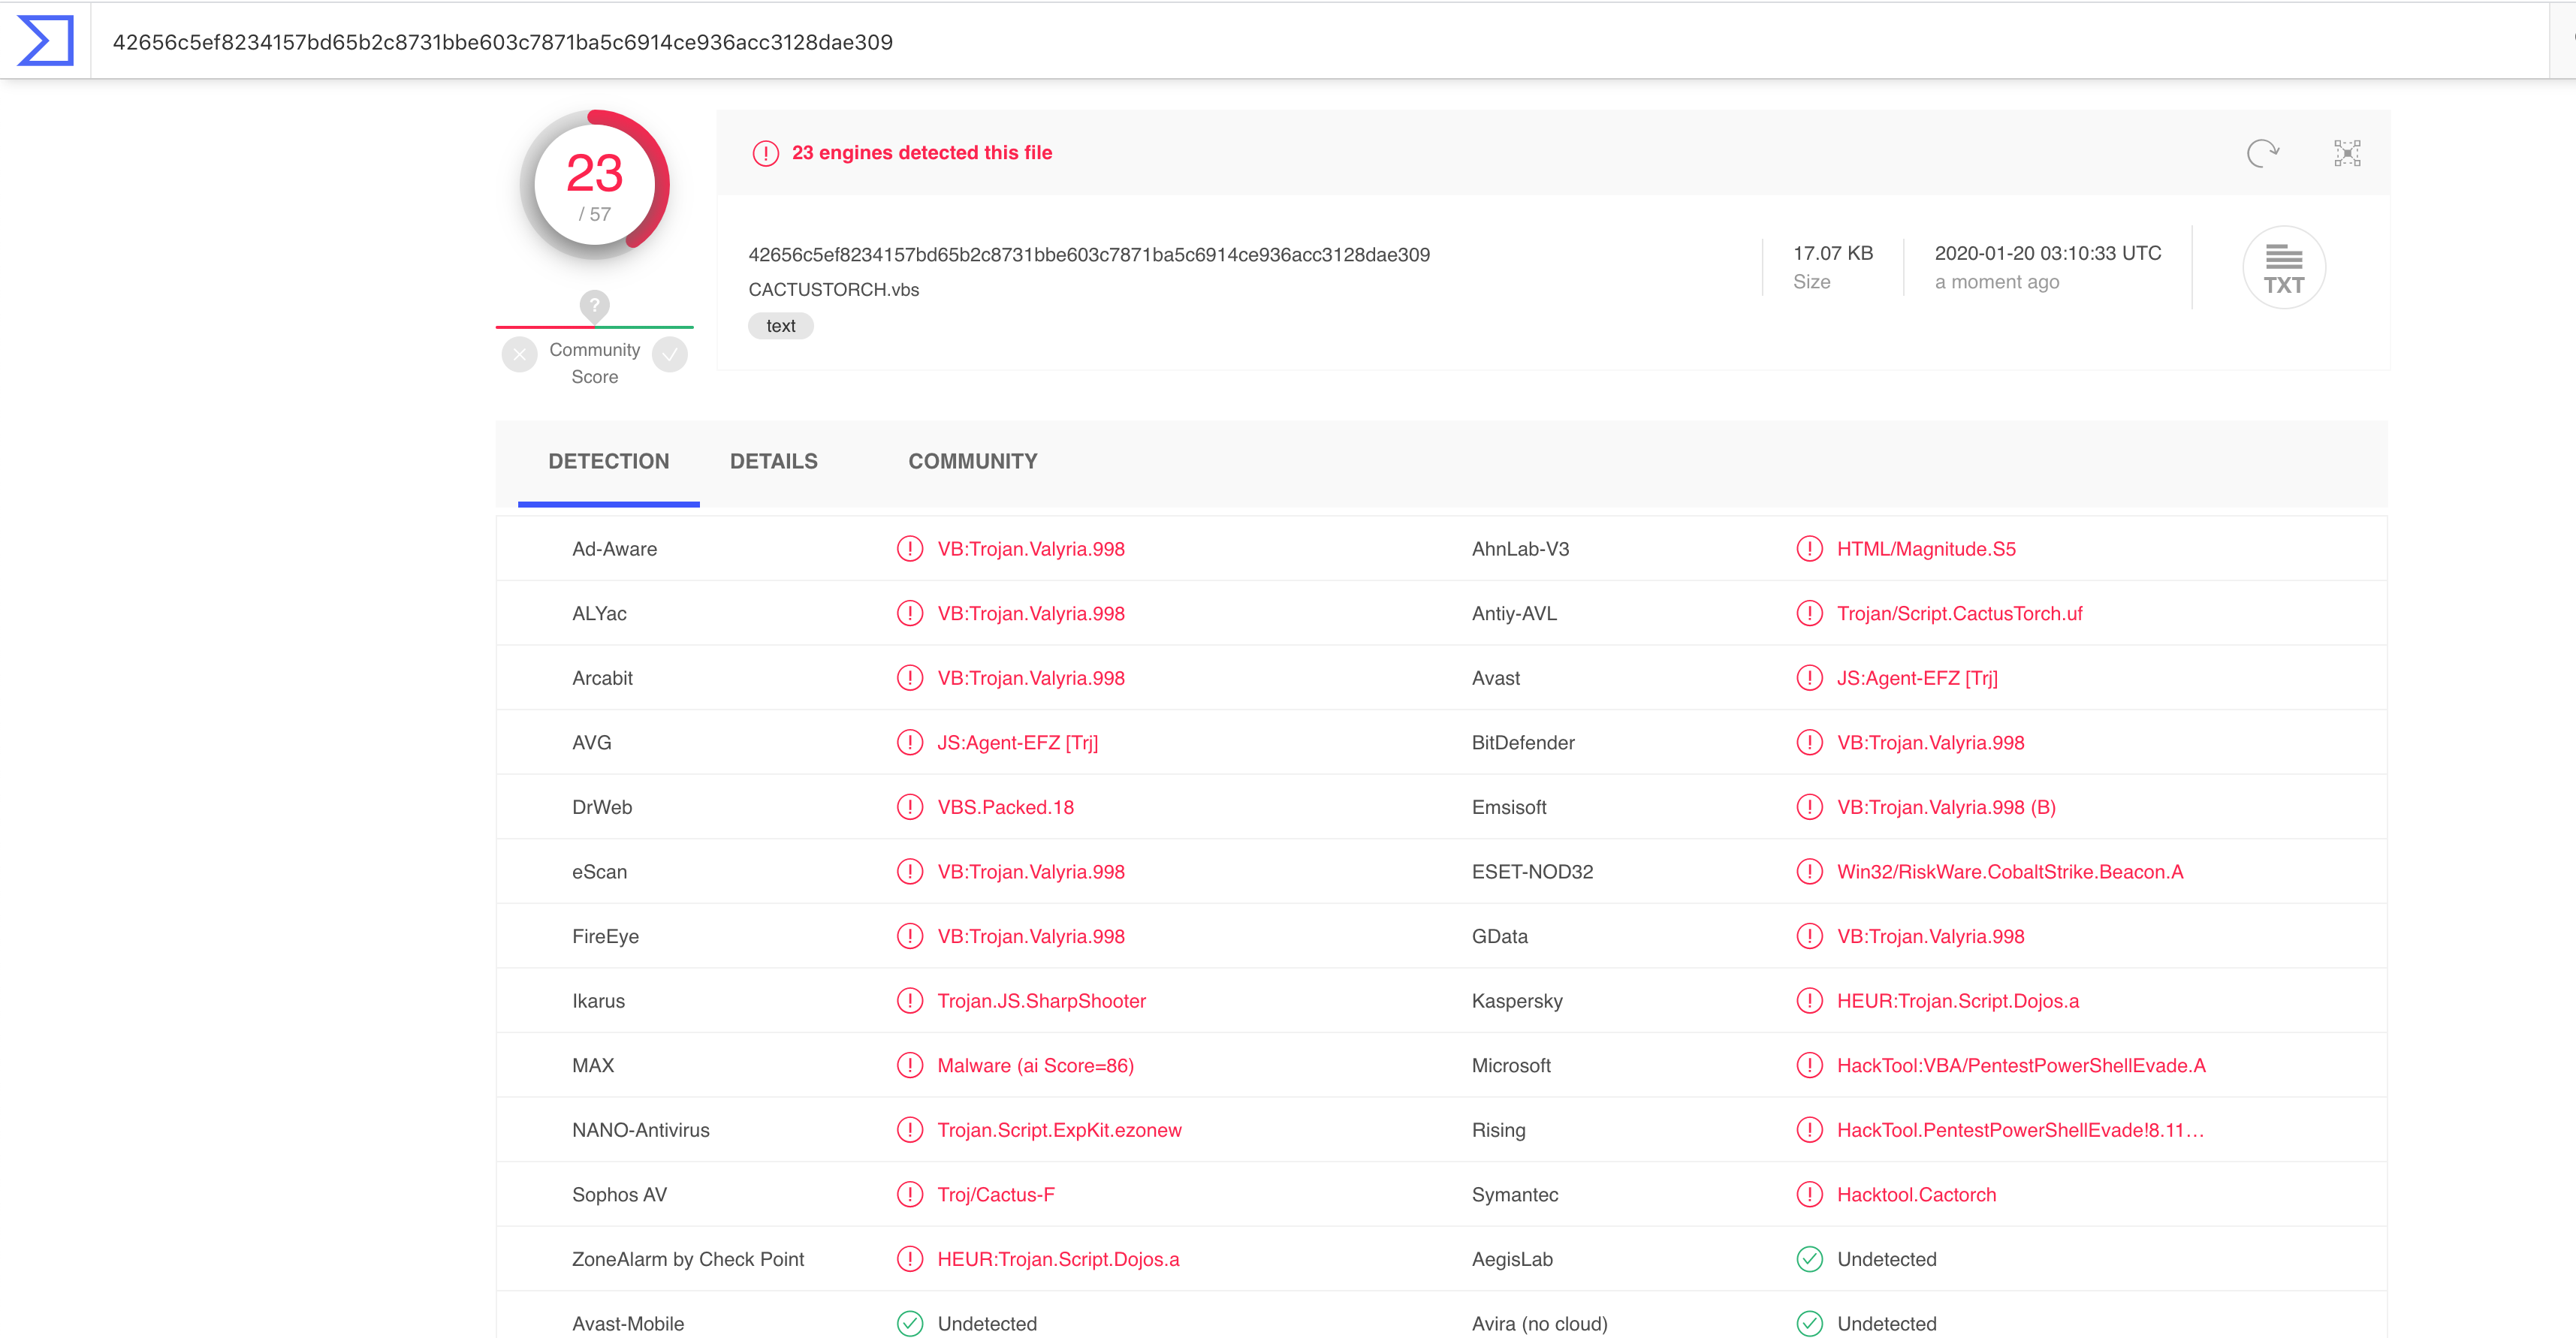 42656c5ef8234157bd65b2c8731bbe603c7871ba5c6914ce936acc3128dae309
23
/ 57
23 engines detected this file
42656c5ef8234157bd65b2c8731bbe603c7871ba5c6914ce936acc3128dae309
CACTUSTORCH.vbs
text
17.07 KB
Size
2020-01-20 03:10:33 UTC
a moment ago
TXT
?
Community
Score
DETECTION DETAILS COMMUNITY
Ad-Aware VB:Trojan.Valyria.998 AhnLab-V3 HTML/Magnitude.S5
ALYac VB:Trojan.Valyria.998 Antiy-AVL Trojan/Script.CactusTorch.uf
Arcabit VB:Trojan.Valyria.998 Avast JS:Agent-EFZ [Trj]
AVG JS:Agent-EFZ [Trj] BitDefender VB:Trojan.Valyria.998
DrWeb VBS.Packed.18 Emsisoft VB:Trojan.Valyria.998 (B)
eScan VB:Trojan.Valyria.998 ESET-NOD32 Win32/RiskWare.CobaltStrike.Beacon.A
FireEye VB:Trojan.Valyria.998 GData VB:Trojan.Valyria.998
Ikarus Trojan.JS.SharpShooter Kaspersky HEUR:Trojan.Script.Dojos.a
MAX Malware (ai Score=86) Microsoft HackTool:VBA/PentestPowerShellEvade.A
NANO-Antivirus Trojan.Script.ExpKit.ezonew Rising HackTool.PentestPowerShellEvade!8.11…
Sophos AV Troj/Cactus-F Symantec Hacktool.Cactorch
ZoneAlarm by Check Point HEUR:Trojan.Script.Dojos.a AegisLab Undetected
Avast-Mobile Undetected Avira (no cloud) Undetected